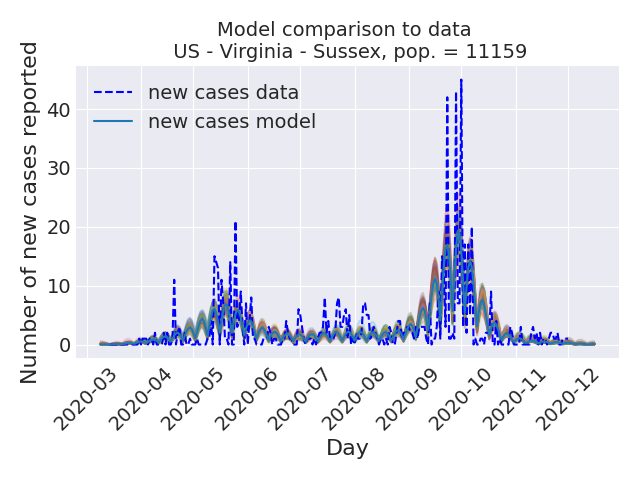 Model comparison to data
US - Virginia - Sussex, pop. = 11159
Number of new cases reported
40
30
20
10
0
new cases data
new cases model
2020-03
2020-04
2020-05
2020-06
2020-07
2020-08
2020-09
2020-10
2020-11
2020-12
Day